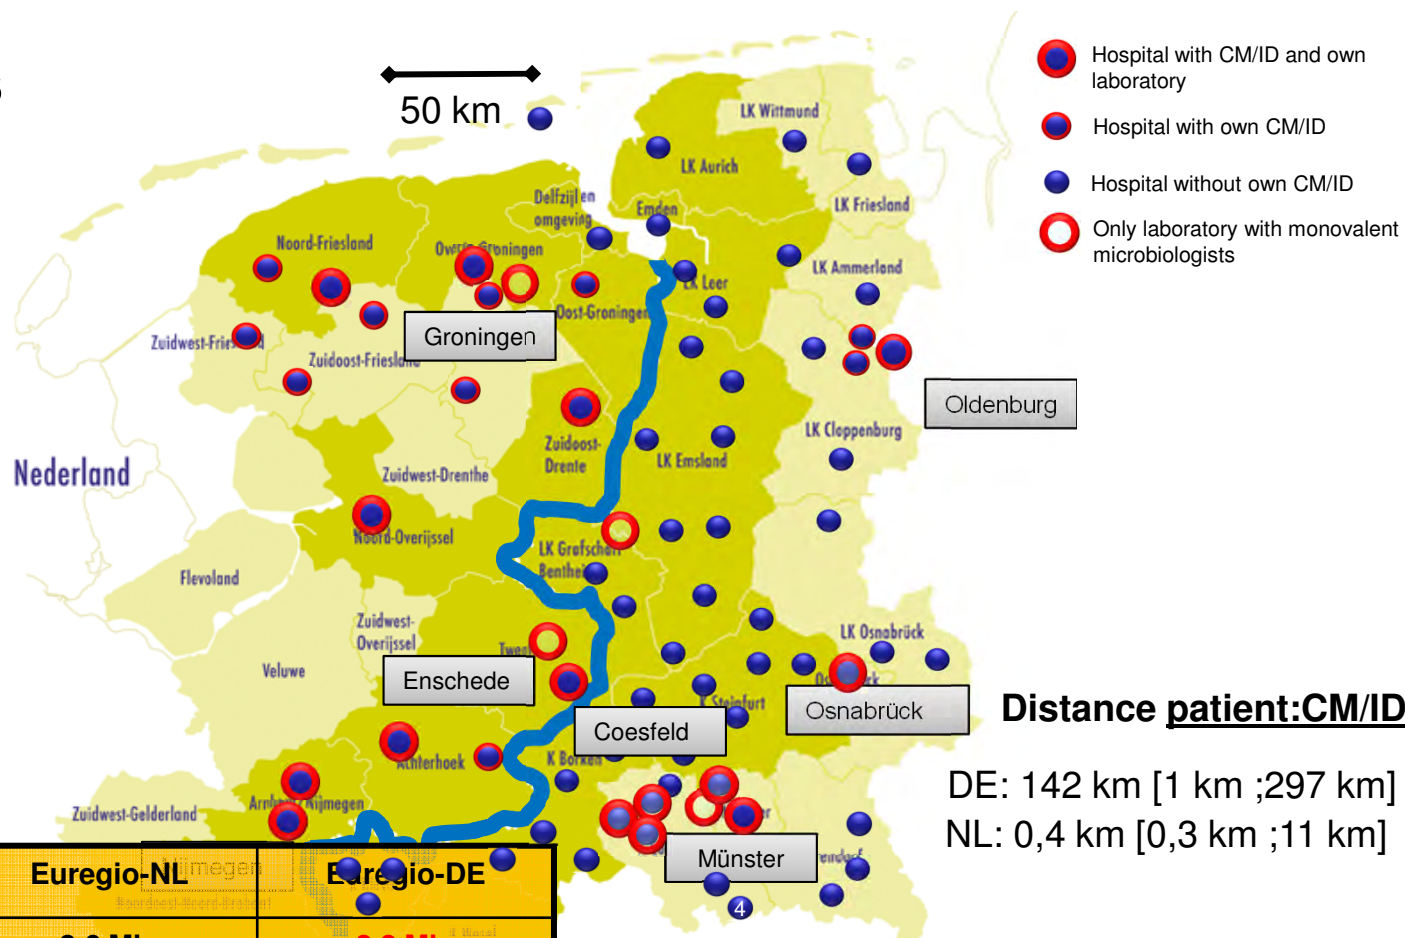 50 km
Hospital with CM/ID and own
laboratory
Hospital with own CM/ID
Hospital without own CM/ID
Only laboratory with monovalent
microbiologists
LK Wittmund
LK Aurich
LK Friesland
Delfzijl en
omgeving
Emden
Noord-Friesland
LK Ammerland
LK Leer
Oost-Groningen
Groningen
Zuidoost-Friesland
Oldenburg
LK Cloppenburg
Zuidoost-
Drente
LK Emsland
Nederland
Zuidwest-Drenthe
Noord-Overijssel
LK Grafschaft
Bentheim
Flevoland
Zuidwest-
Overijssel
LK Osnabrück
Veluwe
Enschede
Osnabrück
Coesfeld
Distance patient:CM/ID
K Borken
Achterhoek
DE: 142 km [1 km ;297 km]
Zuidwest-Gelderland
NL: 0,4 km [0,3 km ;11 km]
Münster
Nijmegen
Euregio-NL
Euregio-DE
4